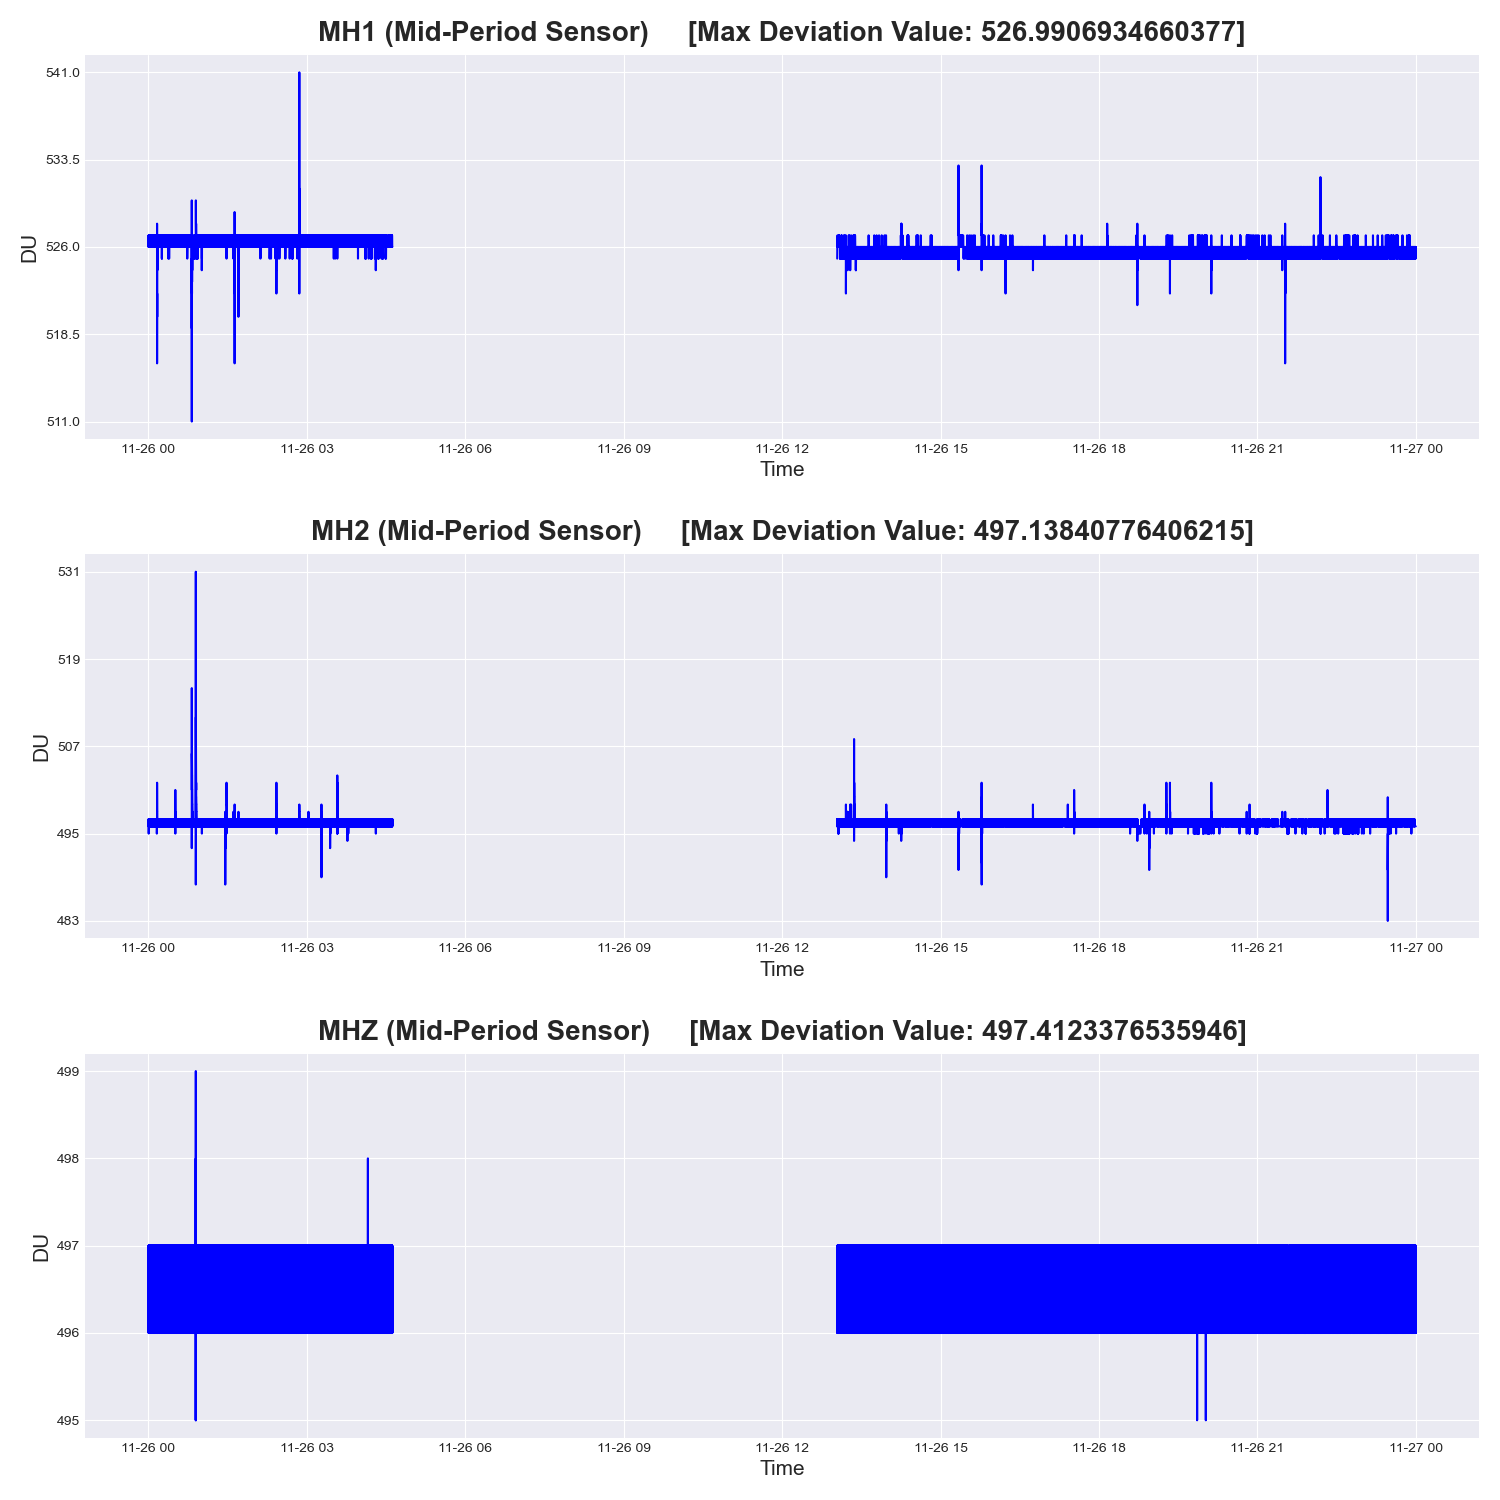 MH1 (Mid-Period Sensor) [Max Deviation Value: 526.9906934660377]
541.0
533.5
526.0
518.5
511.0
DU
11-26 00 11-26 03 11-26 06 11-26 09 11-26 12 11-26 15 11-26 18 11-26 21 11-27 00
Time
MH2 (Mid-Period Sensor) [Max Deviation Value: 497.13840776406215]
531
519
507
495
483
DU
11-26 00 11-26 03 11-26 06 11-26 09 11-26 12 11-26 15 11-26 18 11-26 21 11-27 00
Time
MHZ (Mid-Period Sensor) [Max Deviation Value: 497.4123376535946]
499
498
497
496
495
DU
11-26 00 11-26 03 11-26 06 11-26 09 11-26 12 11-26 15 11-26 18 11-26 21 11-27 00
Time